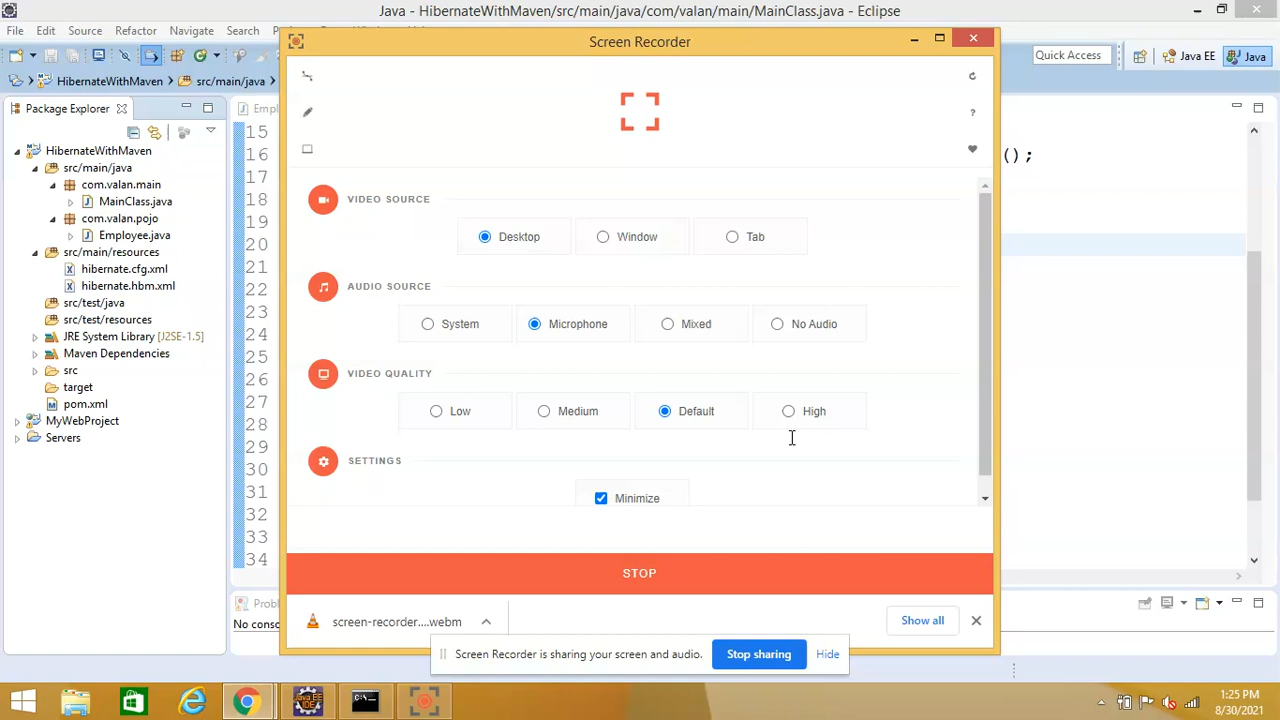 Java - HibernateWithMaven/src/main/java/com/valan/main/MainClass.java - Eclipse
File Edit Source Refactor Navigate Search
Quick Access Java EE Java
HibernateWithMaven src/main/java
Screen Recorder
Package Explorer
HibernateWithMaven
src/main/java
com.valan.main
MainClass.java
com.valan.pojo
Employee.java
src/main/resources
hibernate.cfg.xml
hibernate.hbm.xml
src/test/java
src/test/resources
JRE System Library [J2SE-1.5]
Maven Dependencies
src
target
pom.xml
MyWebProject
Servers
15
16 ();
17
18
19
20
21
22
23
24
25
26
27
28
29
30
31
32
33
34
?
VIDEO SOURCE
Desktop Window Tab
AUDIO SOURCE
System Microphone Mixed No Audio
VIDEO QUALITY
Low Medium Default High
SETTINGS
Minimize
STOP
screen-recorder....webm
Show all
Screen Recorder is sharing your screen and audio. Stop sharing Hide
Java EE
IDE
1:25 PM
8/30/2021